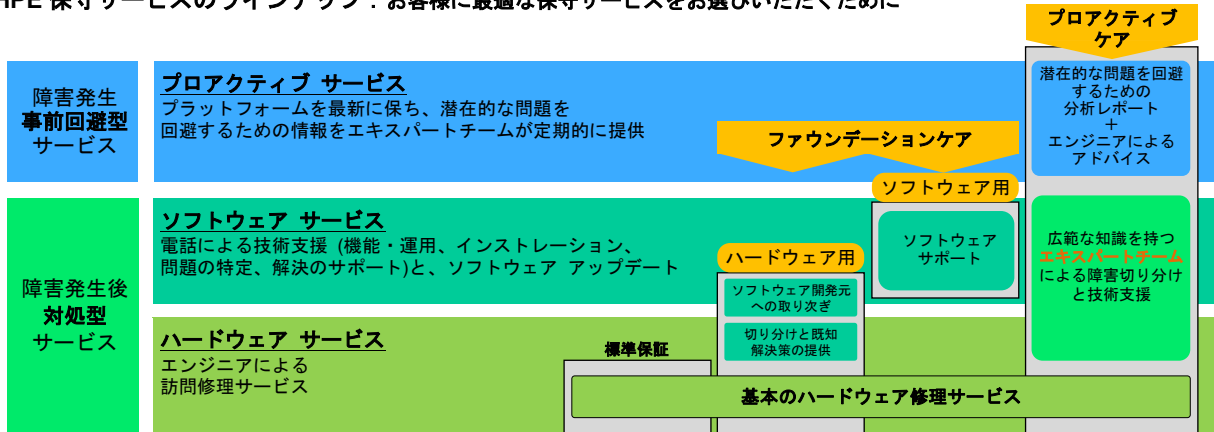 HPE 保守サービスのラインナップ：お客様に最適な保守サービスをお選びいただくために
プロアクティブ
ケア
障害発生
事前回避型
サービス
プロアクティブ サービス
プラットフォームを最新に保ち、潜在的な問題を
回避するための情報をエキスパートチームが定期的に提供
ファウンデーションケア
潜在的な問題を回避
するための
分析レポート
＋
エンジニアによる
アドバイス
ソフトウェア用
障害発生後
対処型
サービス
ソフトウェア サービス
電話による技術支援 (機能・運用、インストレーション、
問題の特定、解決のサポート)と、ソフトウェア アップデート
ハードウェア用
ソフトウェア
サポート
広範な知識を持つ
エキスパートチーム
による障害切り分け
と技術支援
ソフトウェア開発元
への取り次ぎ
切り分けと既知
解決策の提供
ハードウェア サービス
エンジニアによる
訪問修理サービス
標準保証
基本のハードウェア修理サービス